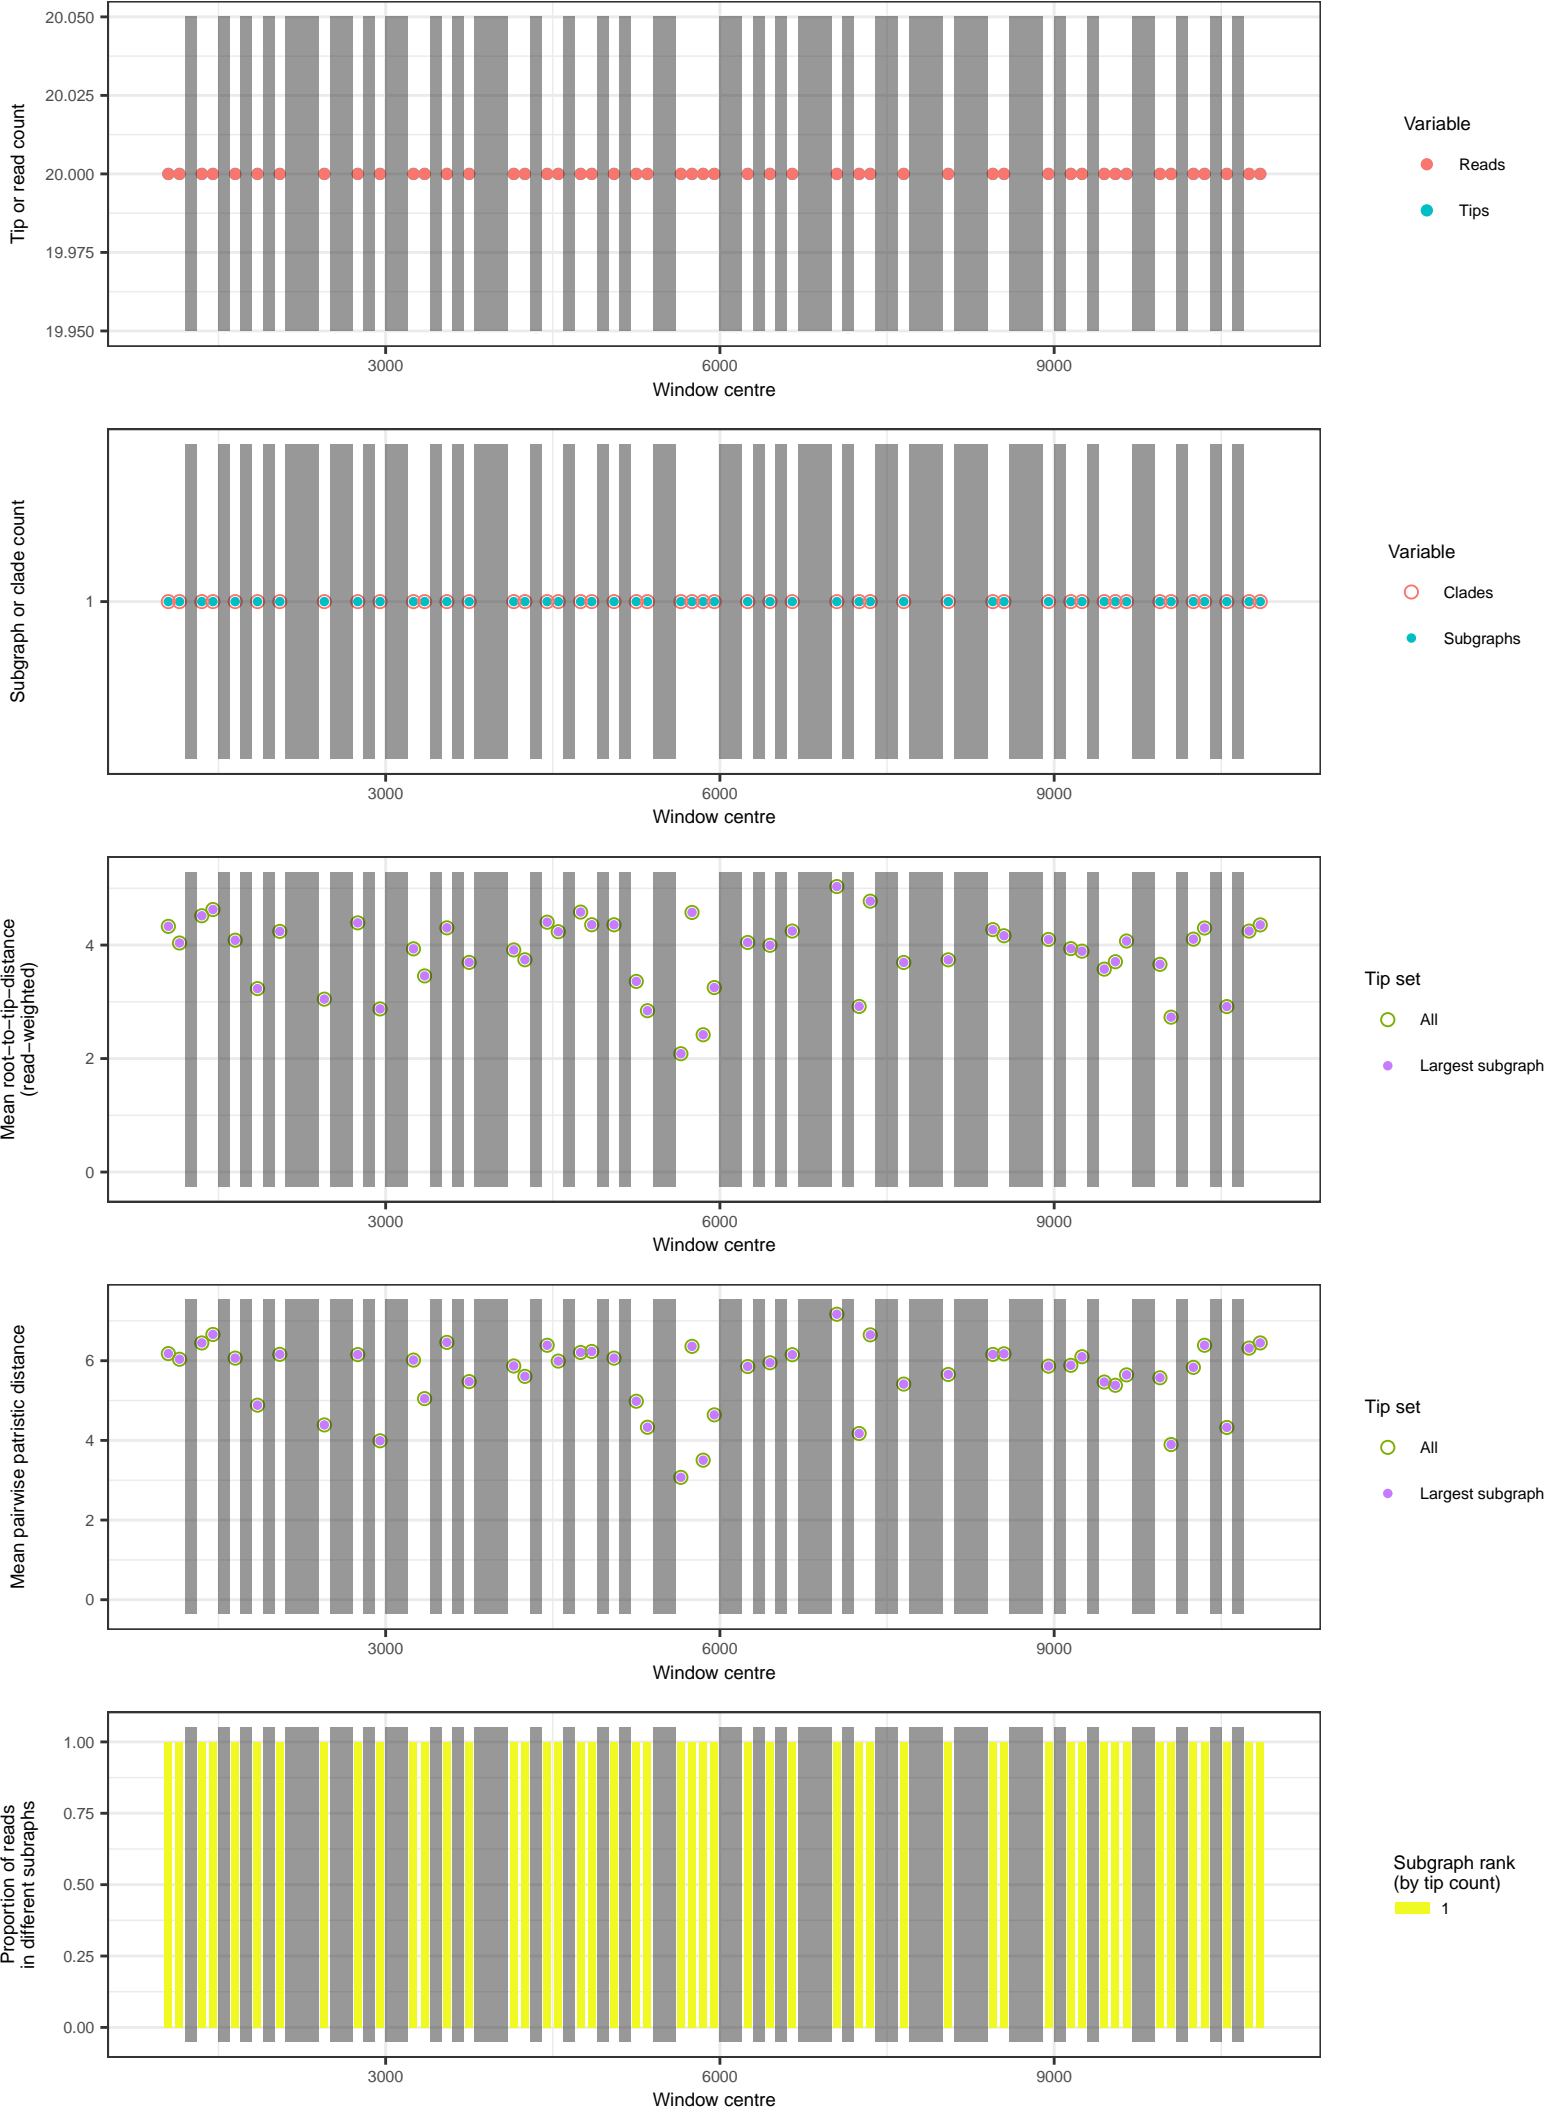 20.050
20.025
20.000
19.975
19.950
Tip or read count
3000
6000
9000
Window centre
Variable
Reads
Tips
1
Subgraph or clade count
3000
6000
9000
Window centre
Variable
Clades
Subgraphs
4
2
0
Mean root−to−tip−distance
(read−weighted)
3000
6000
9000
Window centre
Tip set
All
Largest subgraph
6
4
2
0
Mean pairwise patristic distance
3000
6000
9000
Window centre
Tip set
All
Largest subgraph
1.00
0.75
0.50
0.25
0.00
Proportion of reads
in different subraphs
3000
6000
9000
Window centre
Subgraph rank
(by tip count)
1